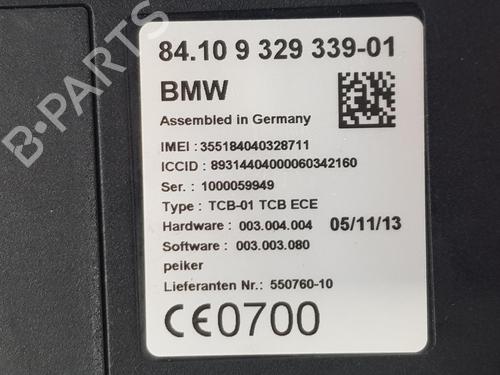 84.10 9 329 339-01
BMW
Assembled in Germany
IMEI : 355184040328711
ICCID : 89314404000060342160
Ser. : 1000059949
Type : TCB-01 TCB ECE
Hardware : 003.004.004 05/11/13
Software : 003.003.080
peiker
Lieferanten Nr.: 550760-10
CE0700